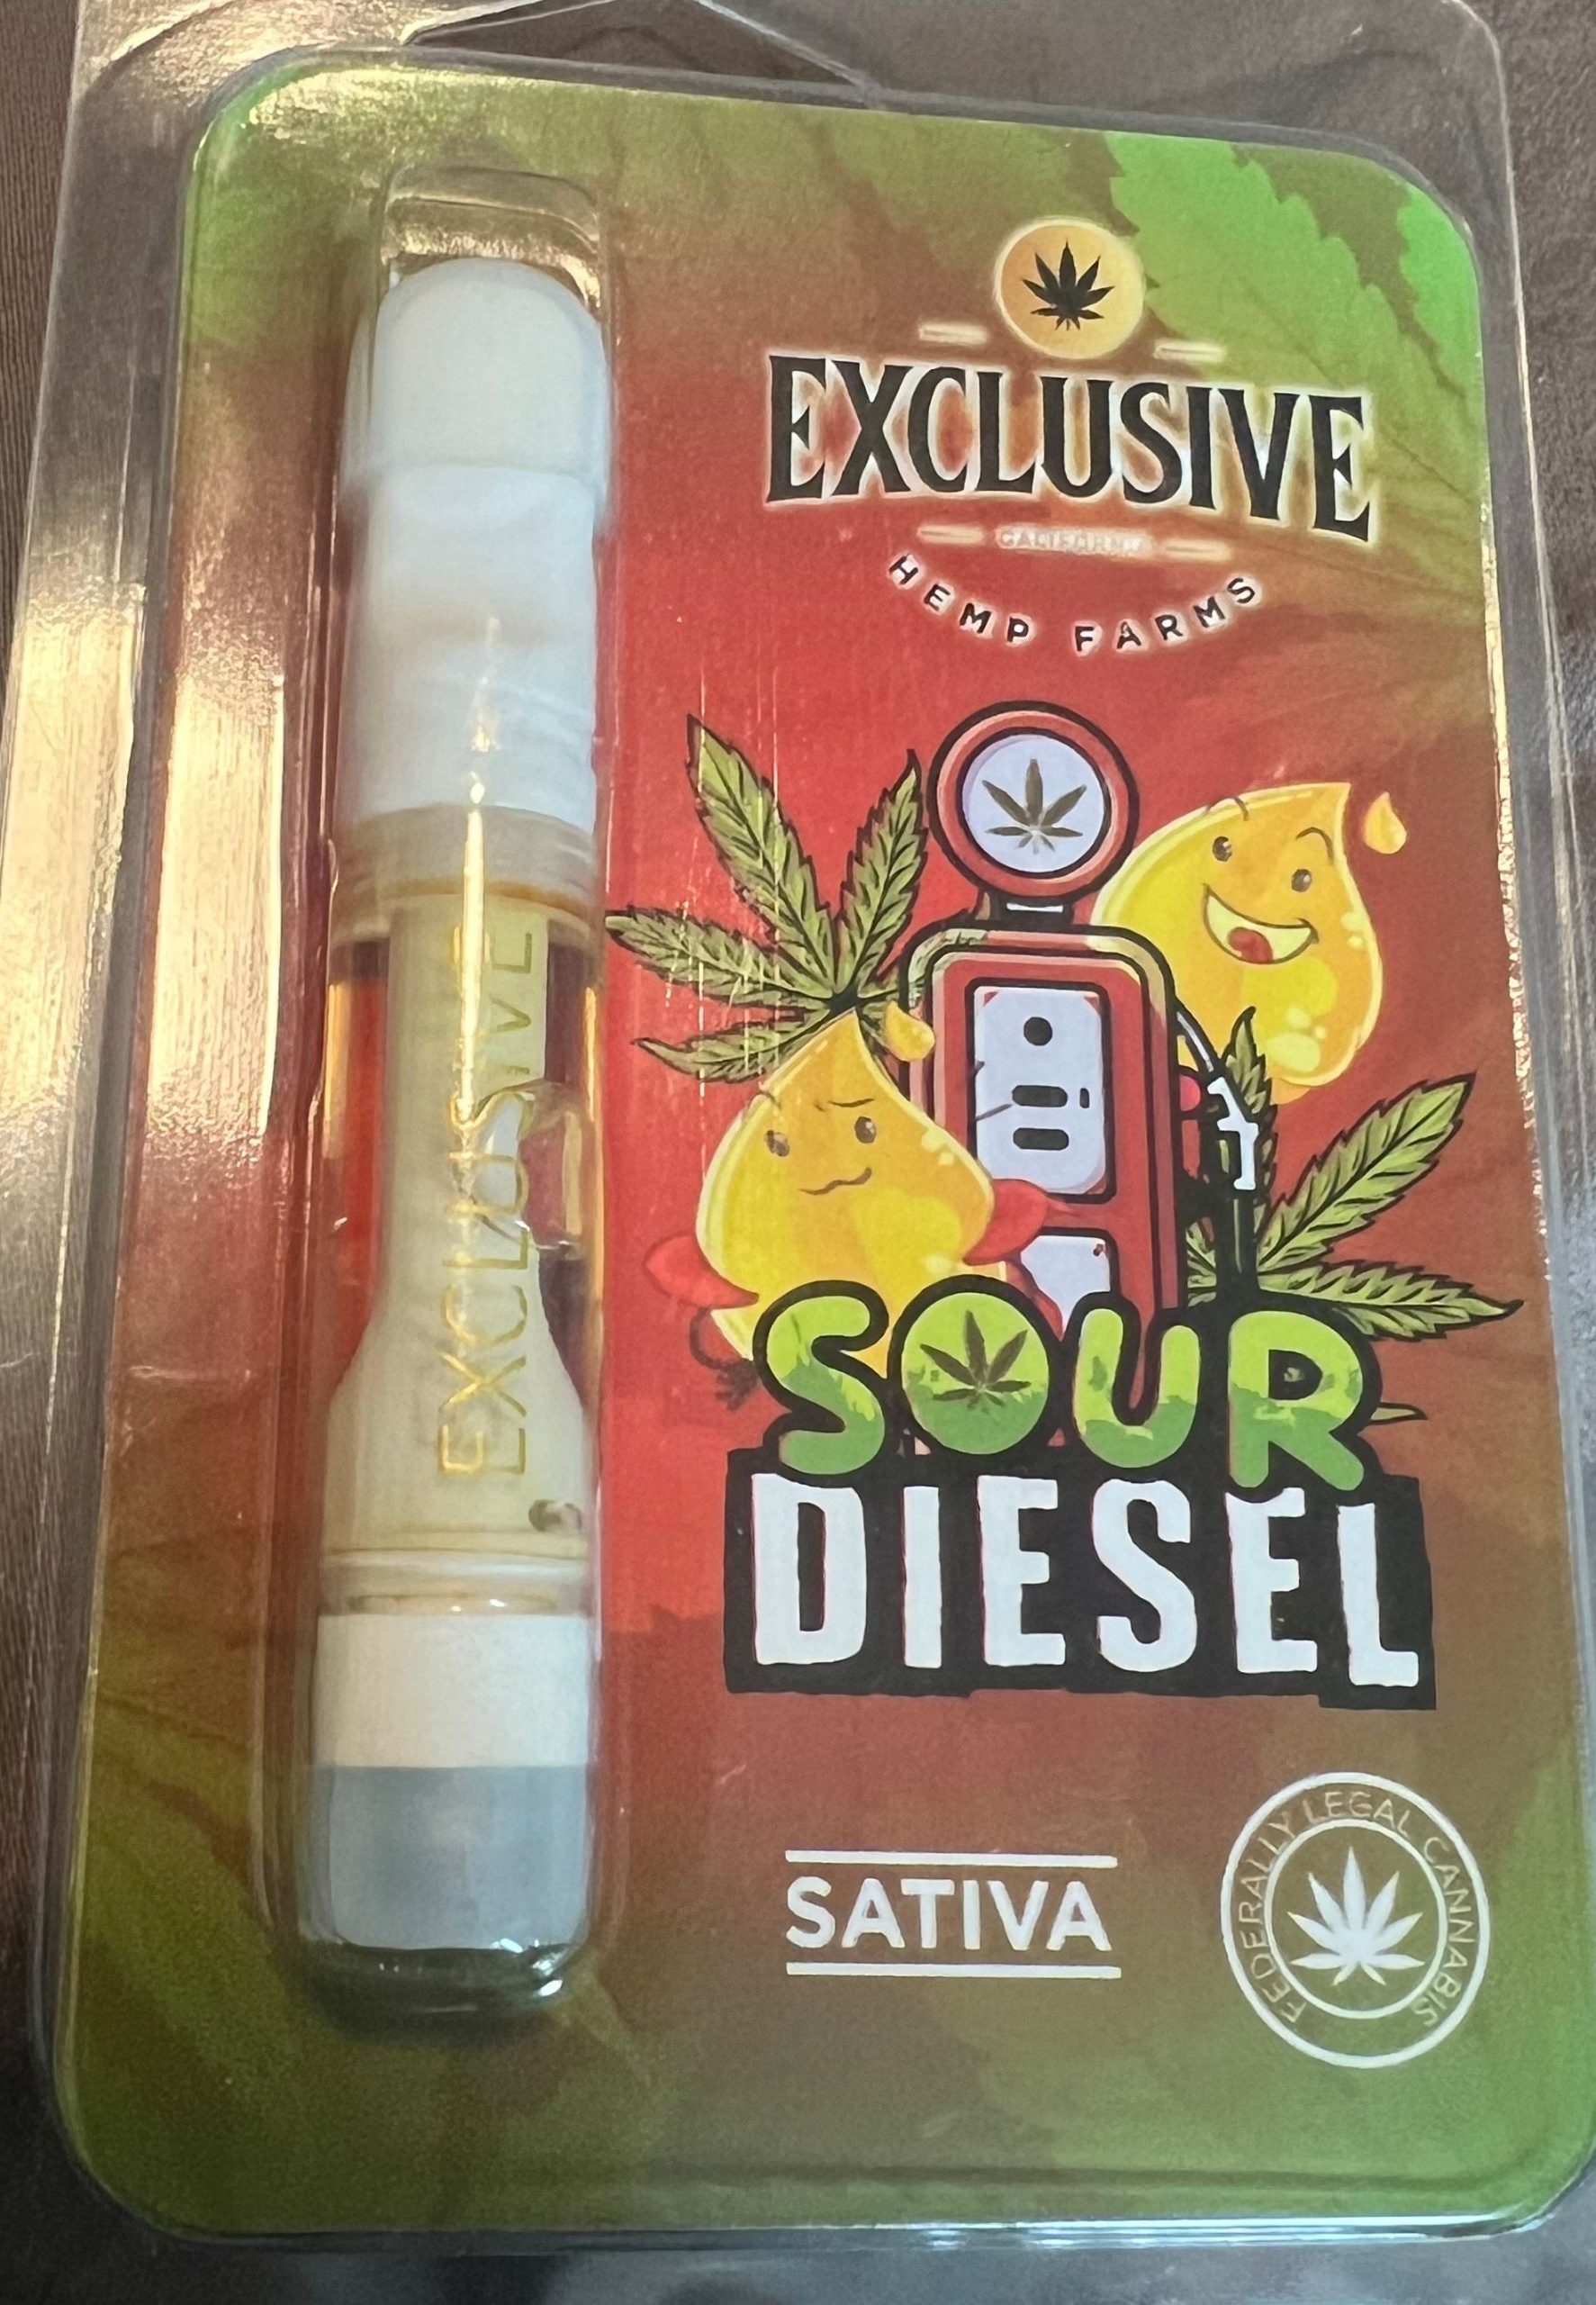 EXCLUSIVE
CALIFORNIA
HEMP FARMS
EXCLUSIVE
SOUR
DIESEL
SATIVA
FEDERALLY LEGAL CANNABIS